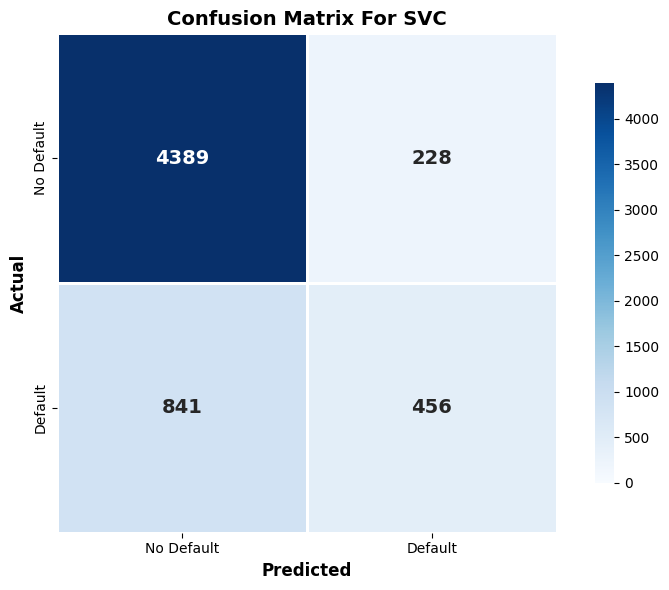 Confusion Matrix For SVC
Actual
No Default
4389
228
Default
841
456
No Default
Default
Predicted
4000
3500
3000
2500
2000
1500
1000
500
0